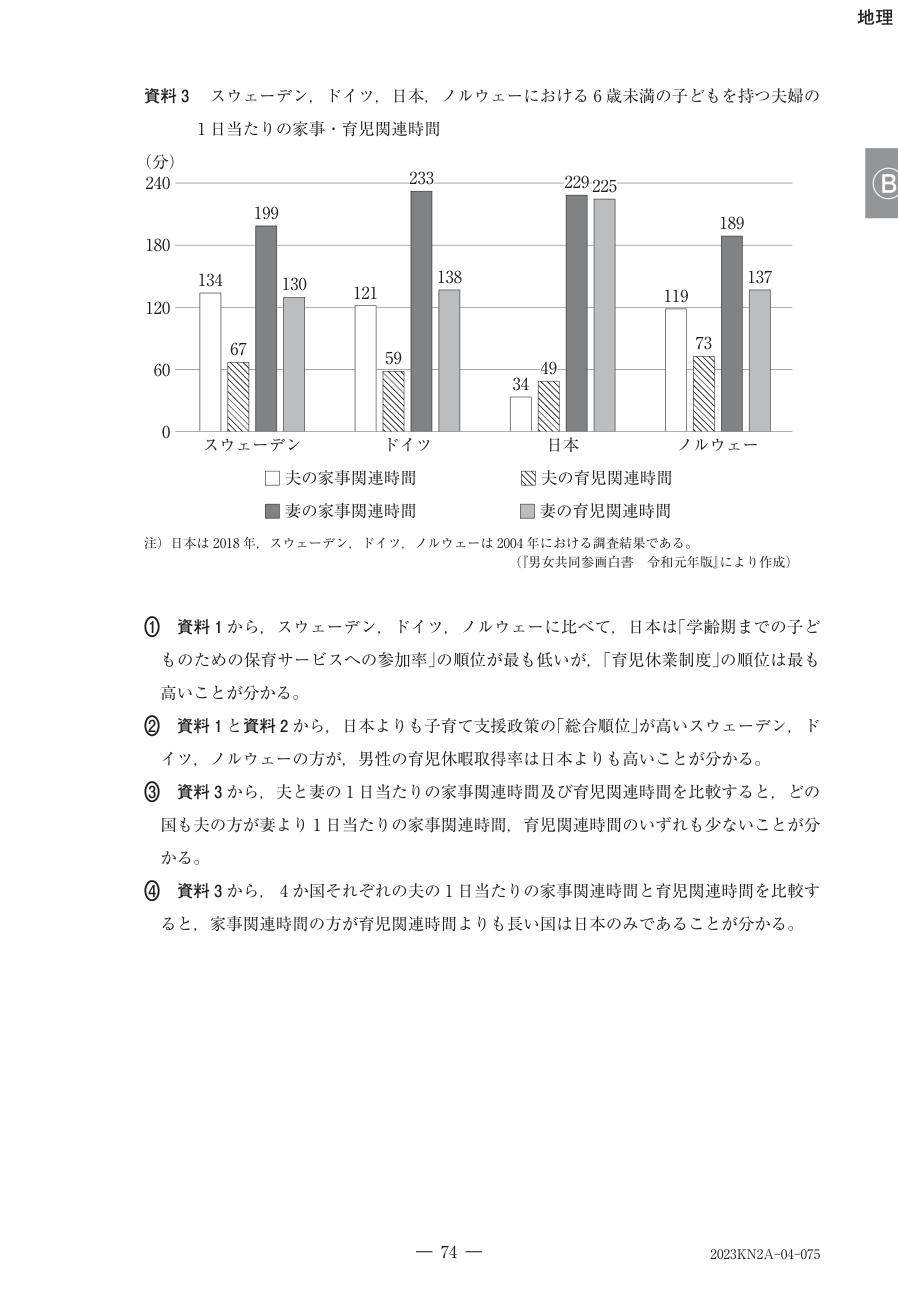 地理
資料3　スウェーデン，ドイツ，日本，ノルウェーにおける6歳未満の子どもを持つ夫婦の
1日当たりの家事・育児関連時間
（分）
240
180
120
60
0
134
67
199
130
121
59
233
138
34
49
229
225
119
73
189
137
スウェーデン
ドイツ
日本
ノルウェー
夫の家事関連時間
夫の育児関連時間
妻の家事関連時間
妻の育児関連時間
注）日本は2018年，スウェーデン，ドイツ，ノルウェーは2004年における調査結果である。
（『男女共同参画白書　令和元年版』により作成）
Ⓑ
①　資料1から，スウェーデン，ドイツ，ノルウェーに比べて，日本は「学齢期までの子ど
ものための保育サービスへの参加率」の順位が最も低いが，「育児休業制度」の順位は最も
高いことが分かる。
②　資料1と資料2から，日本よりも子育て支援政策の「総合順位」が高いスウェーデン，ド
イツ，ノルウェーの方が，男性の育児休暇取得率は日本よりも高いことが分かる。
③　資料3から，夫と妻の1日当たりの家事関連時間及び育児関連時間を比較すると，どの
国も夫の方が妻より1日当たりの家事関連時間，育児関連時間のいずれも少ないことが分
かる。
④　資料3から，4か国それぞれの夫の1日当たりの家事関連時間と育児関連時間を比較す
ると，家事関連時間の方が育児関連時間よりも長い国は日本のみであることが分かる。
― 74 ―
2023KN2A-04-075